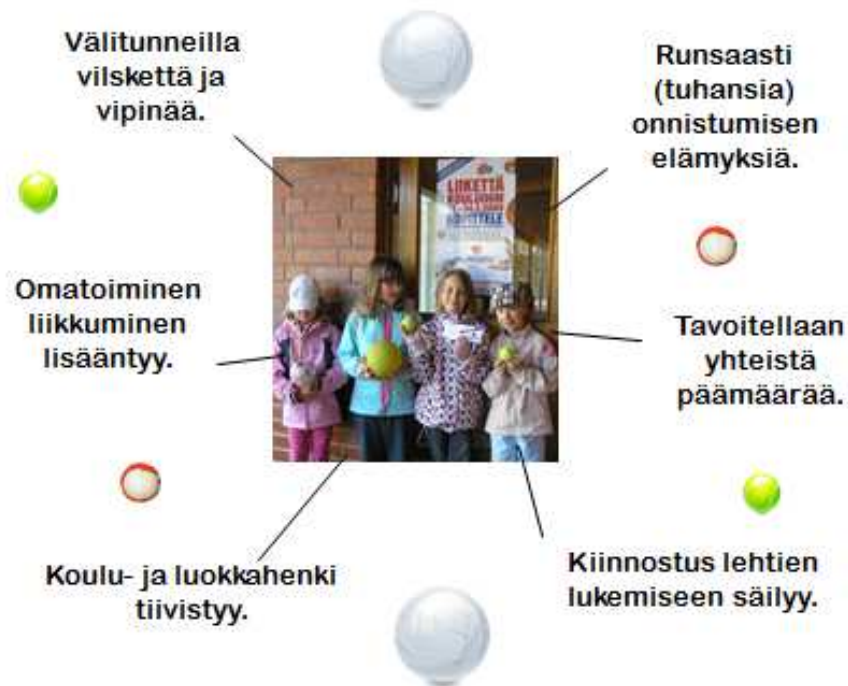 Välitunneilla
vilskettä ja
vipinää.
Runsaasti
(tuhansia)
onnistumisen
elämyksiä.
LIIKETTÄ
Omatoiminen
liikkuminen
lisääntyy.
Tavoitellaan
yhteistä
päämäärää.
Koulu- ja luokkahenki
tiivistyy.
Kiinnostus lehtien
lukemiseen säilyy.